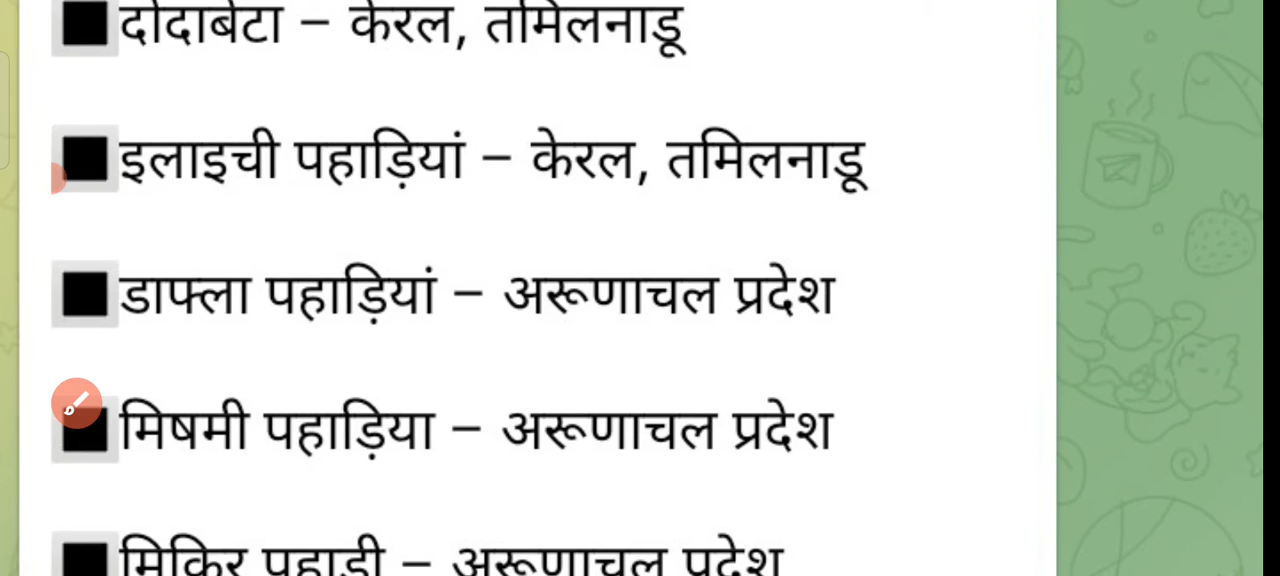 ■दोदाबेटा – केरल, तमिलनाडू
■इलाइची पहाड़ियां – केरल, तमिलनाडू
■डाफ्ला पहाड़ियां – अरूणाचल प्रदेश
■मिषमी पहाड़िया – अरूणाचल प्रदेश
■मिकिर पहाड़ी – अरूणाचल प्रदेश